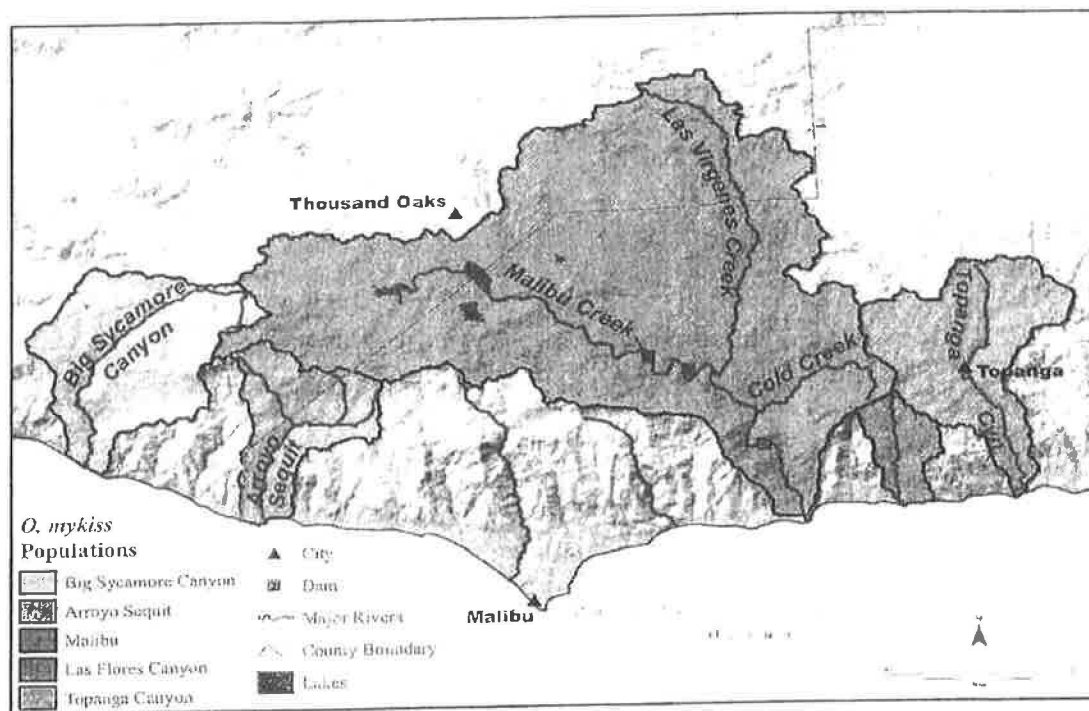 Thousand Oaks
Las Virgenes Creek
Malibu Creek
Big Sycamore
Canyon
Cold Creek
Topanga
Topanga
Arroyo
Sequit
Malibu
O. mykiss
Populations
Big Sycamore Canyon
Arroyo Sequit
Malibu
Las Flores Canyon
Topanga Canyon
City
Dam
Major Rivers
County Boundary
Lakes